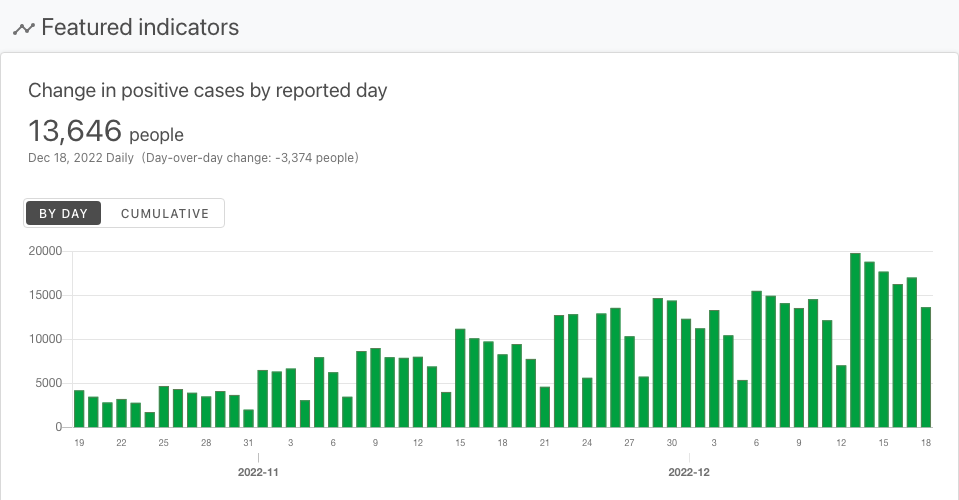 Featured indicators
Change in positive cases by reported day
13,646 people
Dec 18, 2022 Daily (Day-over-day change: -3,374 people)
BY DAY CUMULATIVE
20000
15000
10000
5000
0
19 22 25 28 31 3 6 9 12 15 18 21 24 27 30 3 6 9 12 15 18
2022-11 2022-12